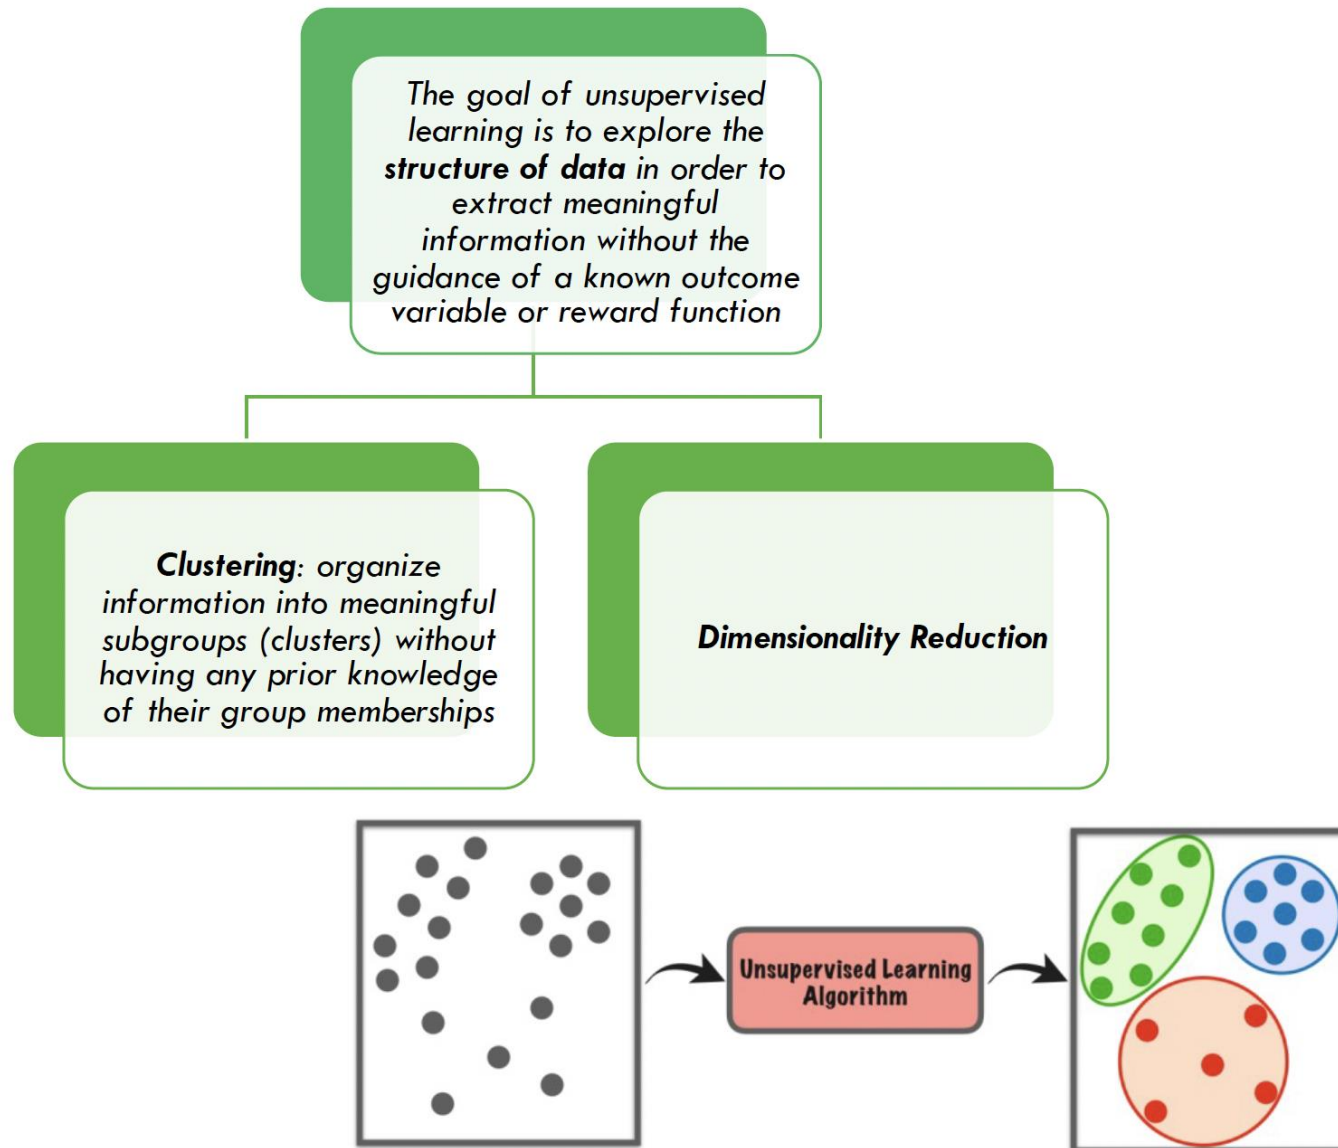 The goal of unsupervised
learning is to explore the
structure of data in order to
extract meaningful
information without the
guidance of a known outcome
variable or reward function
Clustering: organize
information into meaningful
subgroups (clusters) without
having any prior knowledge
of their group memberships
Dimensionality Reduction
Unsupervised Learning
Algorithm